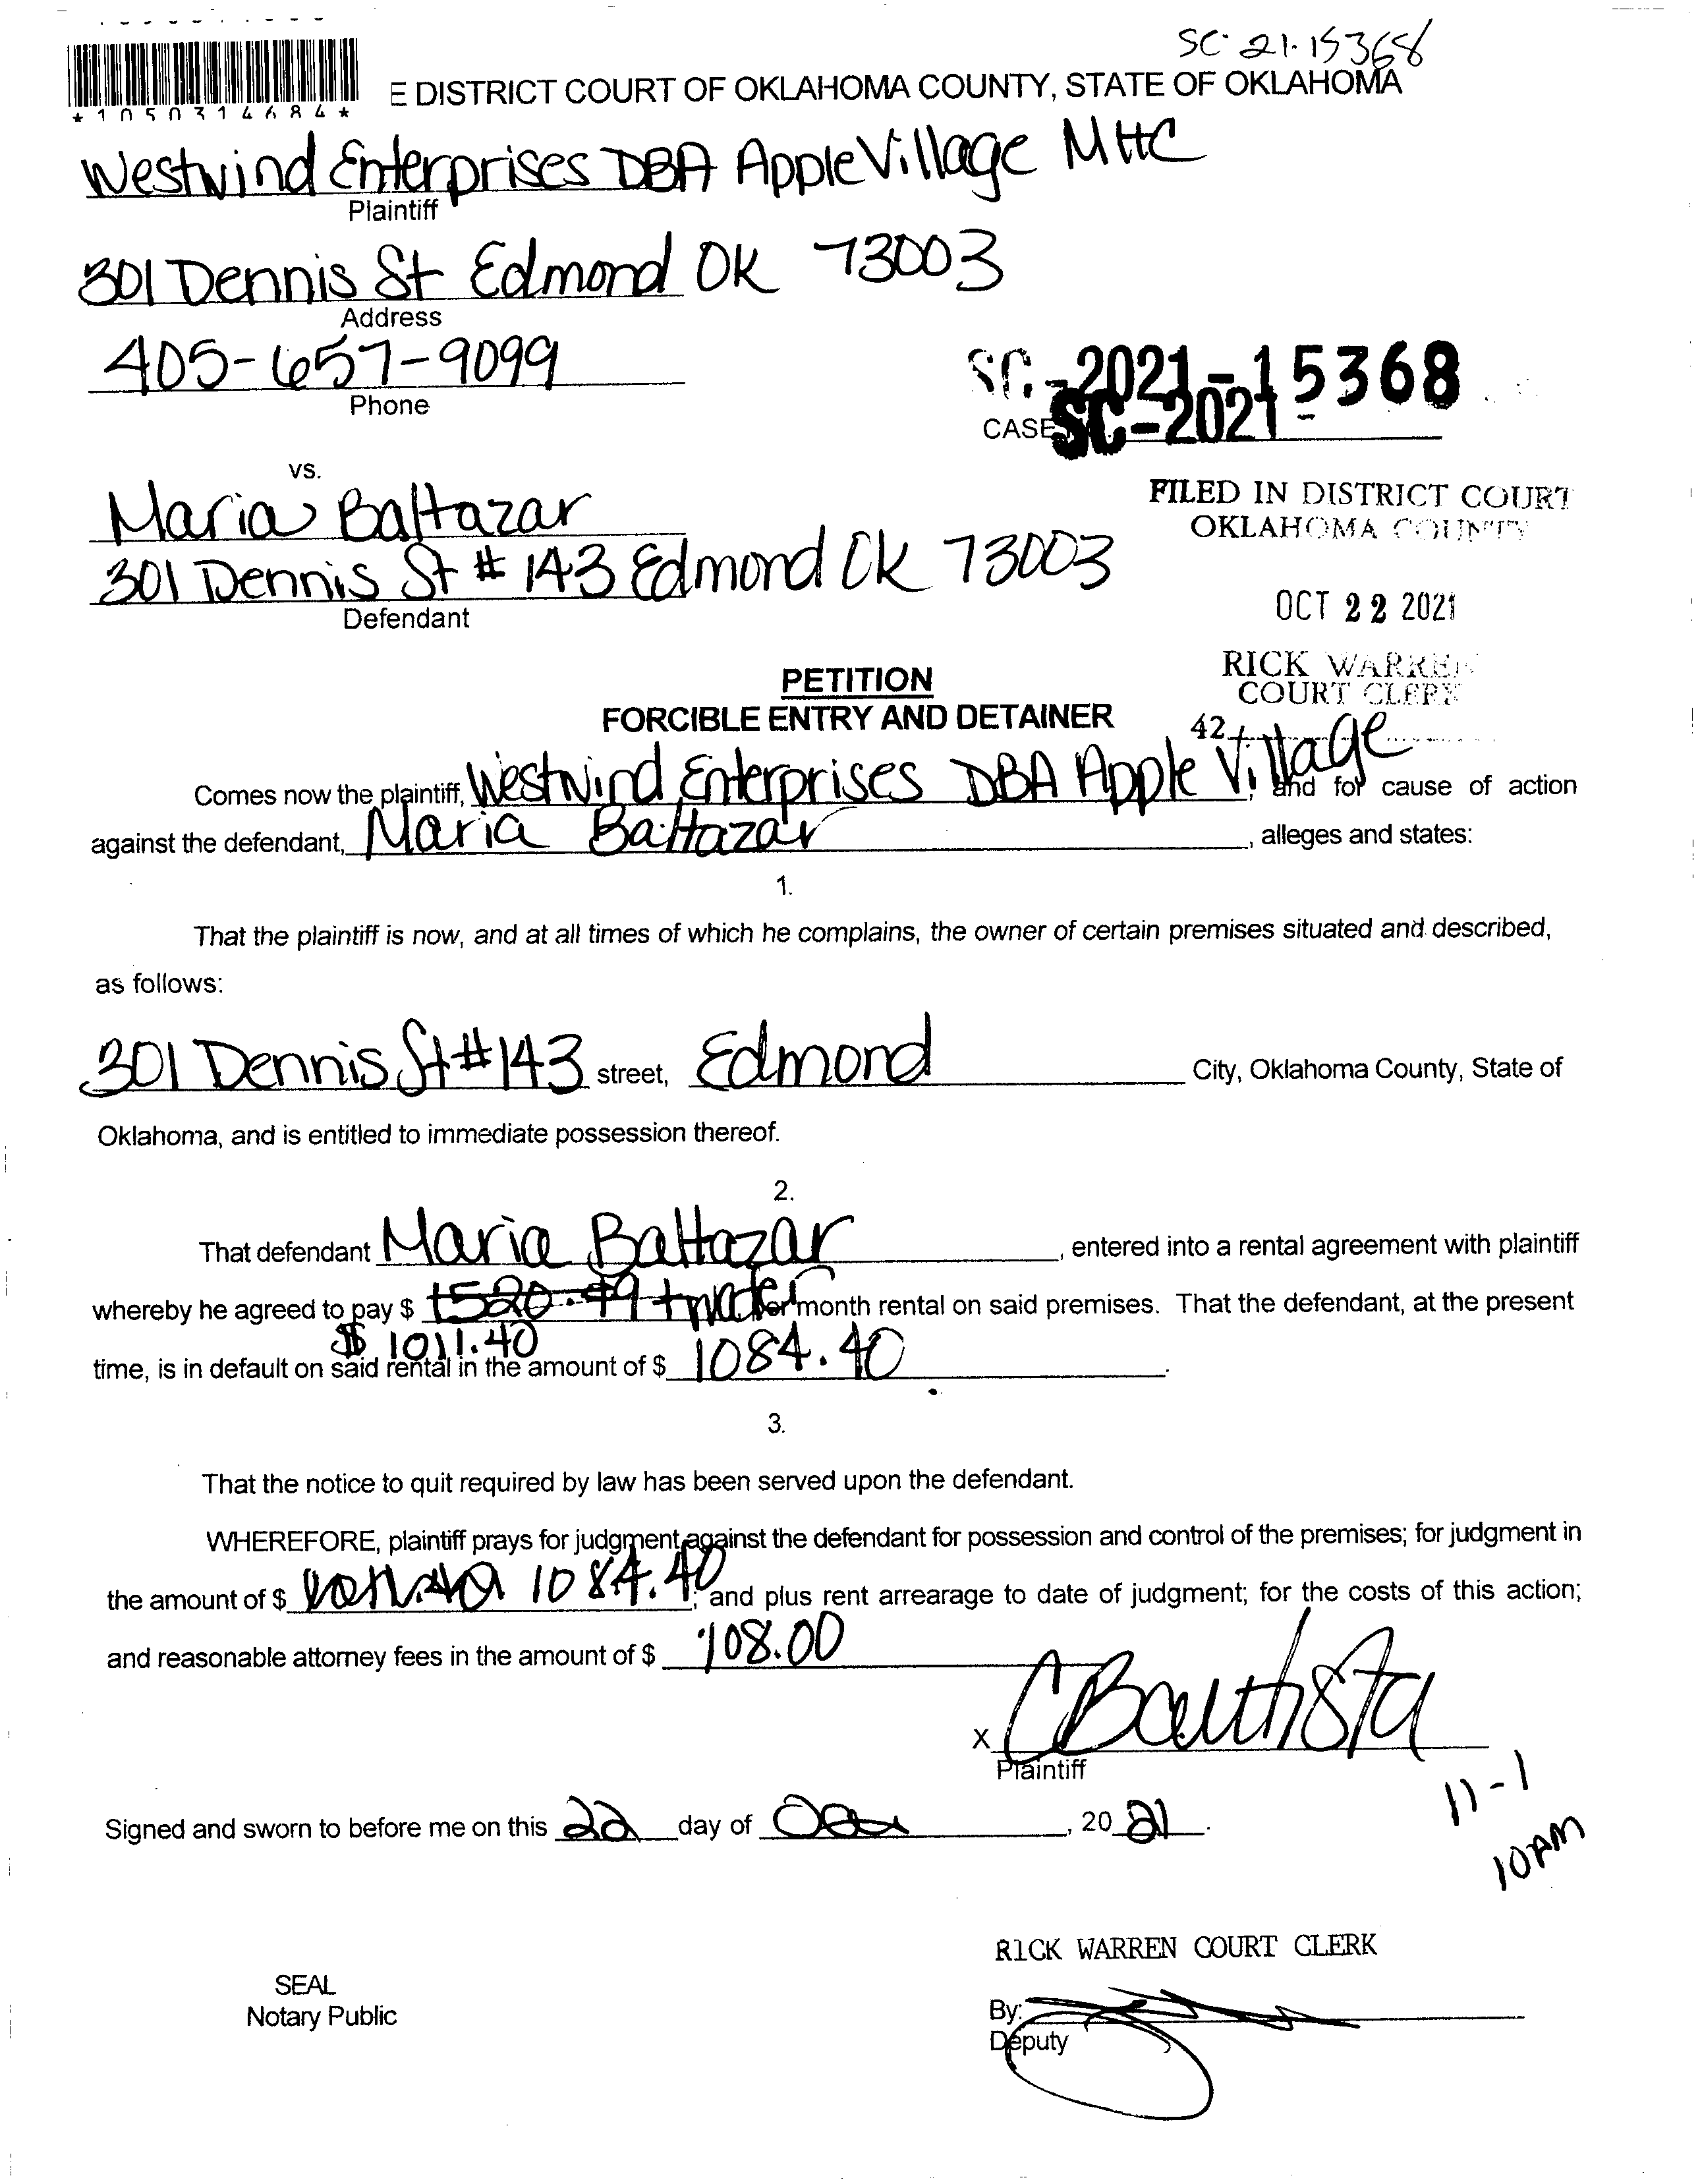 SC-21-15368
*1050314684*
E DISTRICT COURT OF OKLAHOMA COUNTY, STATE OF OKLAHOMA
Westwind Enterprises DBA Apple Village MHC
Plaintiff
301 Dennis St Edmond OK 73003
Address
405-657-9099
Phone
SC-2021-15368
CASE SC-2021-
vs.
Maria Baltazar
301 Dennis St # 143 Edmond Ok 73003
Defendant
FILED IN DISTRICT COURT
OKLAHOMA COUNTY
OCT 22 2021
RICK WARREN
COURT CLERK
42
PETITION
FORCIBLE ENTRY AND DETAINER
Comes now the plaintiff, Westwind Enterprises DBA Apple Village, and for cause of action
against the defendant, Maria Baltazar, alleges and states:
1.
That the plaintiff is now, and at all times of which he complains, the owner of certain premises situated and described,
as follows:
301 Dennis St #143 street, Edmond City, Oklahoma County, State of
Oklahoma, and is entitled to immediate possession thereof.
2.
That defendant Maria Baltazar, entered into a rental agreement with plaintiff
whereby he agreed to pay $ 1520.49 + water per month rental on said premises. That the defendant, at the present
$ 1011.40
time, is in default on said rental in the amount of $ 1084.40.
3.
That the notice to quit required by law has been served upon the defendant.
WHEREFORE, plaintiff prays for judgment against the defendant for possession and control of the premises; for judgment in
the amount of $ 1084.40; and plus rent arrearage to date of judgment; for the costs of this action;
and reasonable attorney fees in the amount of $ 108.00
x CBautista
Plaintiff
11-1
10AM
Signed and sworn to before me on this 22 day of Oct, 2021.
RICK WARREN COURT CLERK
SEAL
Notary Public
By:
Deputy